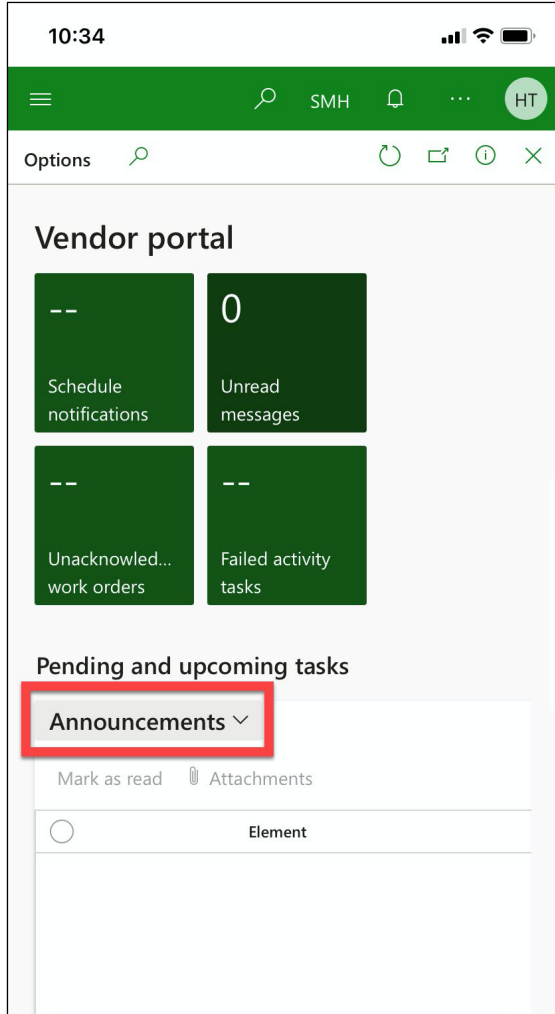 10:34
SMH
HT
Options
Vendor portal
--
0
Schedule
notifications
Unread
messages
--
--
Unacknowled...
work orders
Failed activity
tasks
Pending and upcoming tasks
Announcements
Mark as read Attachments
Element